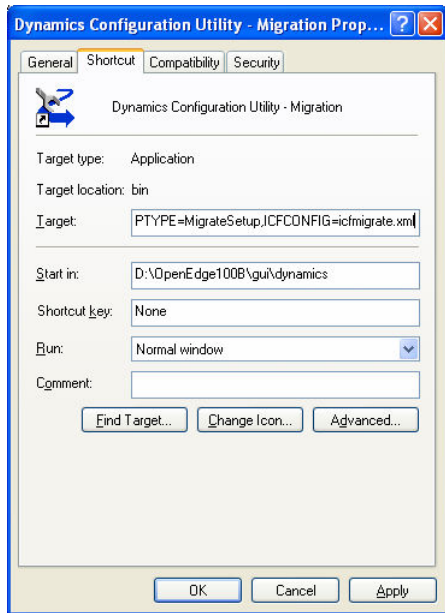 Dynamics Configuration Utility - Migration Prop...
General Shortcut Compatibility Security
Dynamics Configuration Utility - Migration
Target type: Application
Target location: bin
Target: PTYPE=MigrateSetup,ICFCONFIG=icfmigrate.xml
Start in: D:\OpenEdge100B\gui\dynamics
Shortcut key: None
Run: Normal window
Comment:
Find Target... Change Icon... Advanced...
OK Cancel Apply